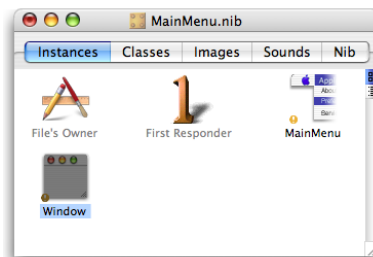 MainMenu.nib
Instances Classes Images Sounds Nib
File's Owner First Responder MainMenu
Window